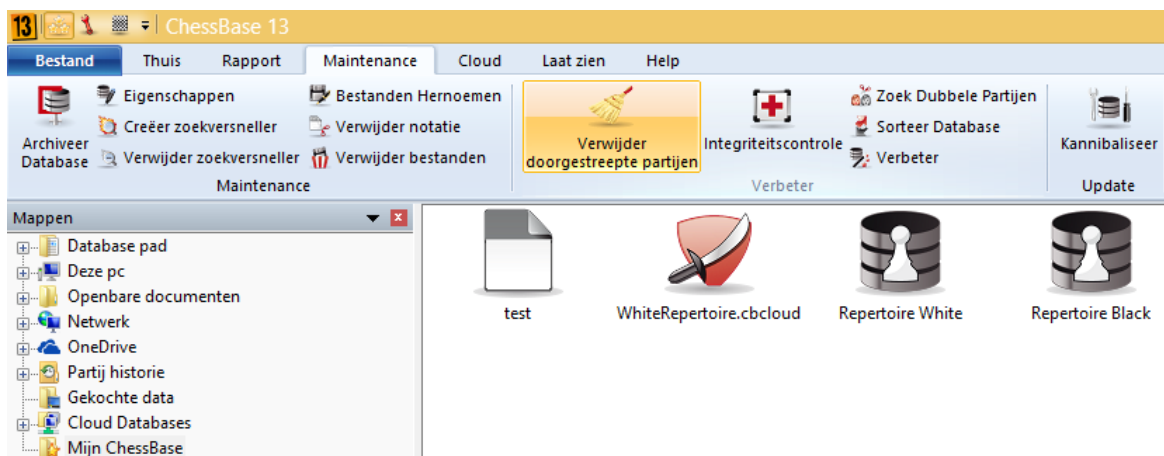 13 ChessBase 13
Bestand Thuis Rapport Maintenance Cloud Laat zien Help
Archiveer Database
Eigenschappen
Creëer zoekversneller
Verwijder zoekversneller
Bestanden Hernoemen
Verwijder notatie
Verwijder bestanden
Maintenance
Verwijder
doorgestreepte partijen
Integriteitscontrole
Zoek Dubbele Partijen
Sorteer Database
Verbeter
Verbeter
Kannibaliseer
Update
Mappen
Database pad
Deze pc
Openbare documenten
Netwerk
OneDrive
Partij historie
Gekochte data
Cloud Databases
Mijn ChessBase
test WhiteRepertoire.cbcloud Repertoire White Repertoire Black